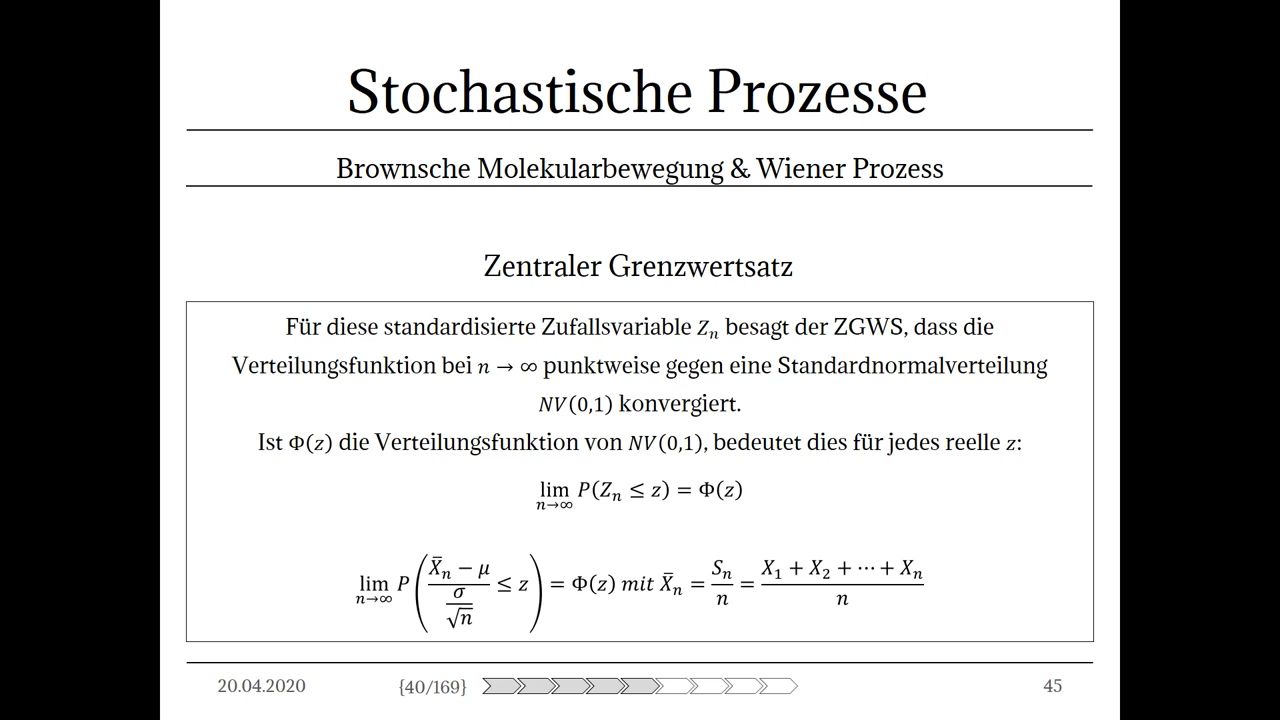 Stochastische Prozesse
Brownsche Molekularbewegung & Wiener Prozess
Zentraler Grenzwertsatz
Für diese standardisierte Zufallsvariable Zₙ besagt der ZGWS, dass die
Verteilungsfunktion bei n → ∞ punktweise gegen eine Standardnormalverteilung
NV(0,1) konvergiert.
Ist Φ(z) die Verteilungsfunktion von NV(0,1), bedeutet dies für jedes reelle z:
lim_{n→∞} P(Zₙ ≤ z) = Φ(z)
lim_{n→∞} P((X̄ₙ − μ)/(σ/√n) ≤ z) = Φ(z) mit X̄ₙ = Sₙ/n = (X₁ + X₂ + ⋯ + Xₙ)/n
20.04.2020 {40/169} 45